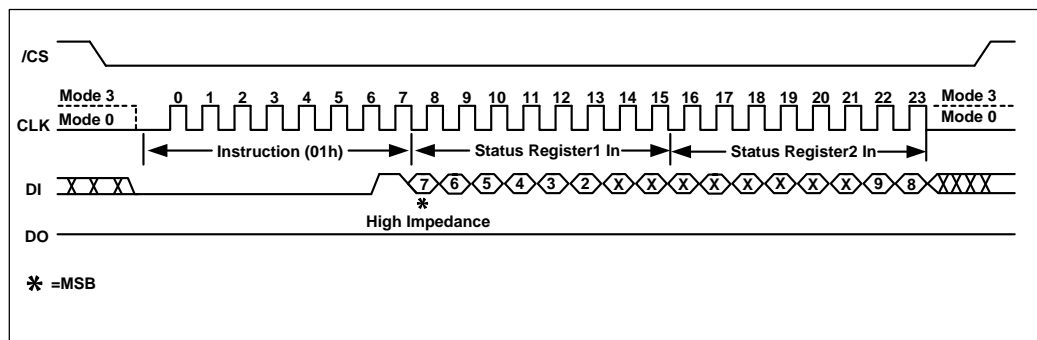 /CS
Mode 3 0 1 2 3 4 5 6 7 8 9 10 11 12 13 14 15 16 17 18 19 20 21 22 23 Mode 3
CLK Mode 0 Mode 0
Instruction (01h) Status Register1 In Status Register2 In
DI X X X 7 6 5 4 3 2 X X X X X X X X 9 8 X X X X
* High Impedance
DO
* =MSB